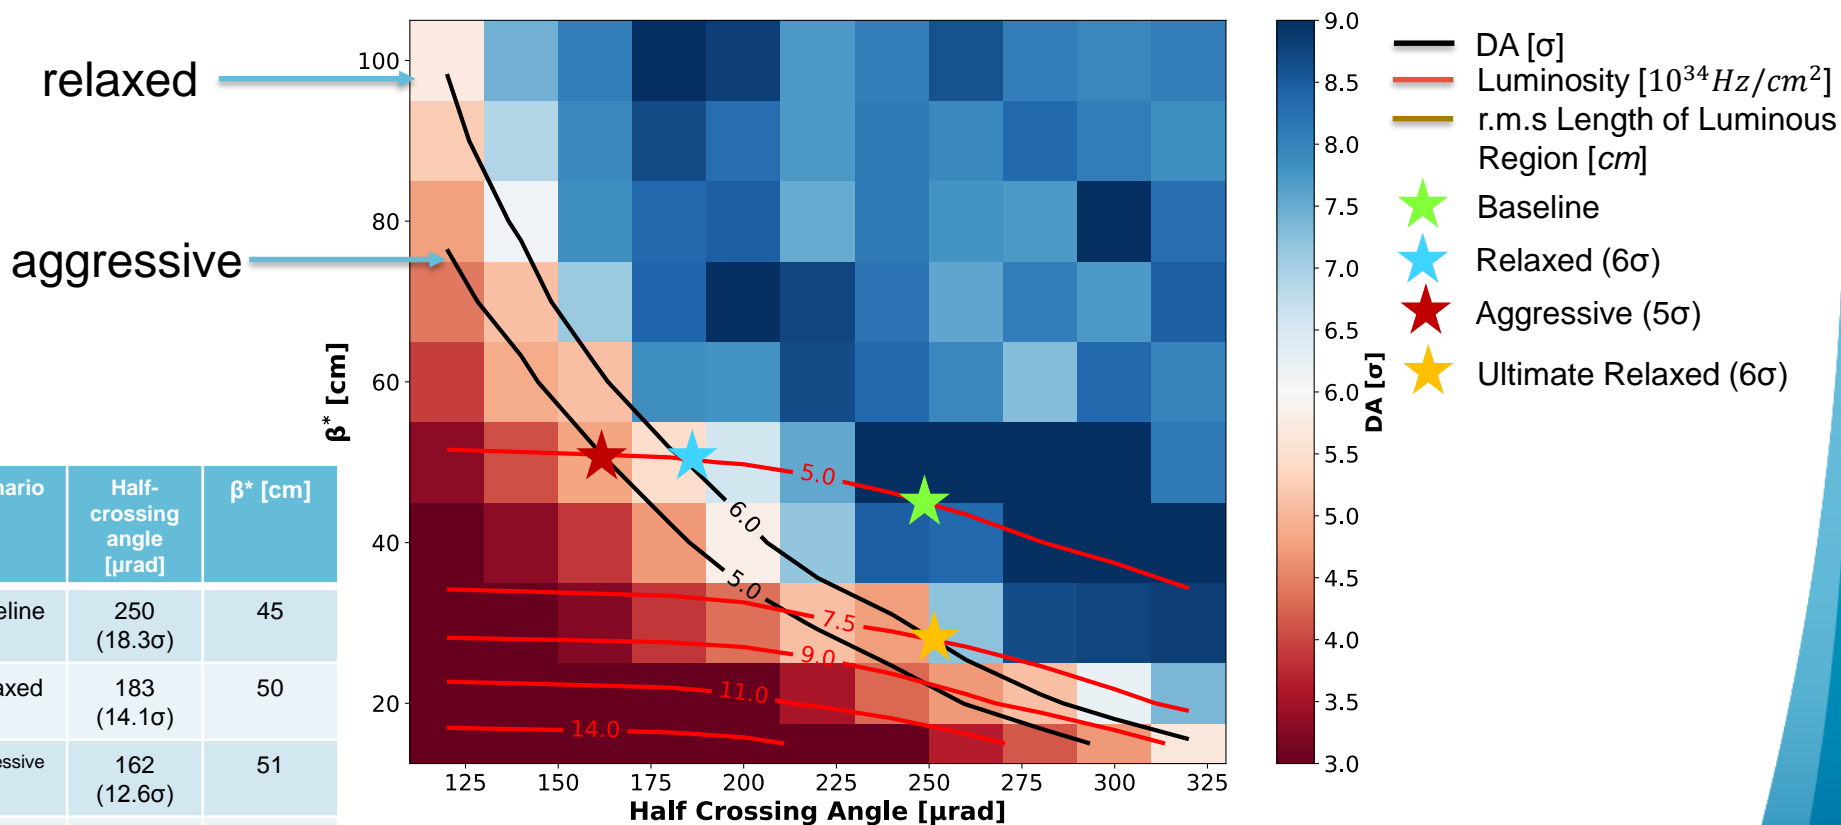 relaxed
aggressive
β* [cm]
100
80
60
40
20
5.0
6.0
5.0
7.5
9.0
11.0
14.0
125 150 175 200 225 250 275 300 325
Half Crossing Angle [μrad]
9.0
8.5
8.0
7.5
7.0
6.5
6.0
5.5
5.0
4.5
4.0
3.5
3.0
DA [σ]
DA [σ]
Luminosity [10³⁴Hz/cm²]
r.m.s Length of Luminous
Region [cm]
Baseline
Relaxed (6σ)
Aggressive (5σ)
Ultimate Relaxed (6σ)
nario Half- β* [cm]
crossing
angle
[μrad]
eline 250 45
(18.3σ)
axed 183 50
(14.1σ)
essive 162 51
(12.6σ)